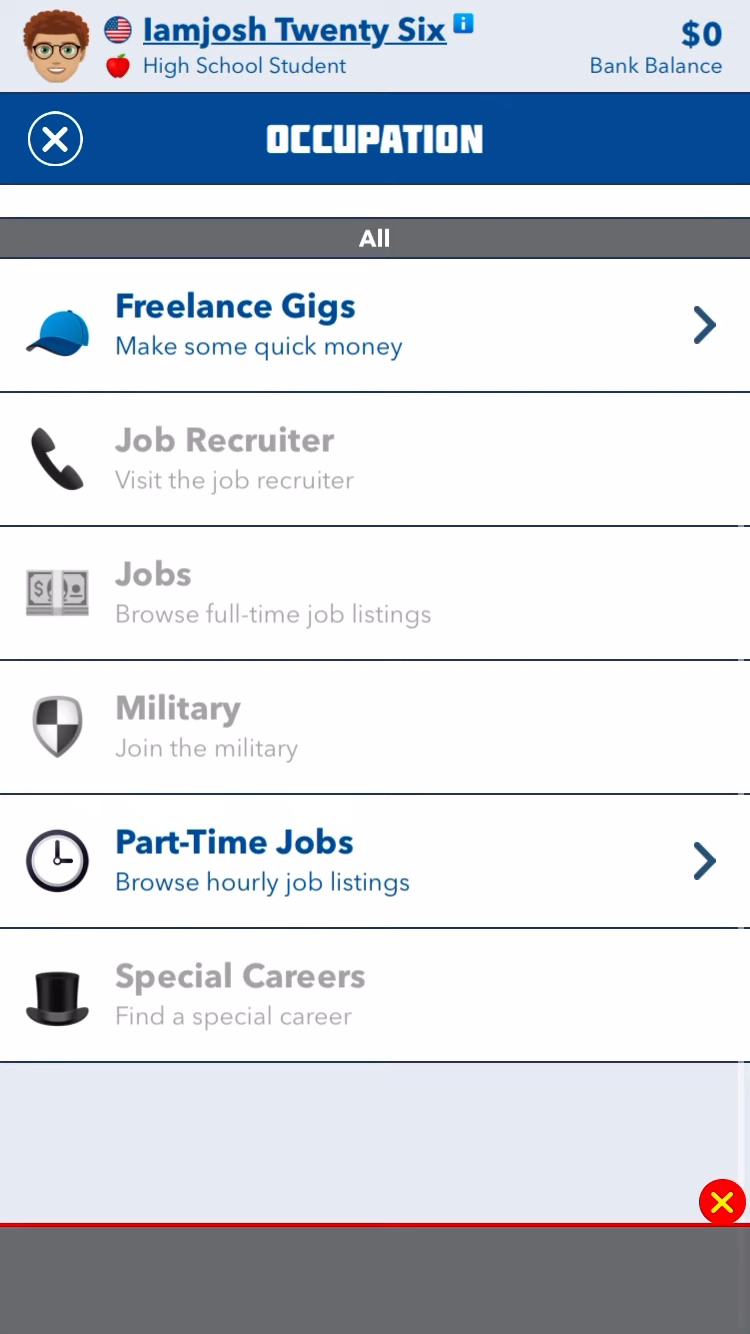 Iamjosh Twenty Six i
$0
High School Student
Bank Balance
OCCUPATION
All
Freelance Gigs
Make some quick money
Job Recruiter
Visit the job recruiter
Jobs
Browse full-time job listings
Military
Join the military
Part-Time Jobs
Browse hourly job listings
Special Careers
Find a special career